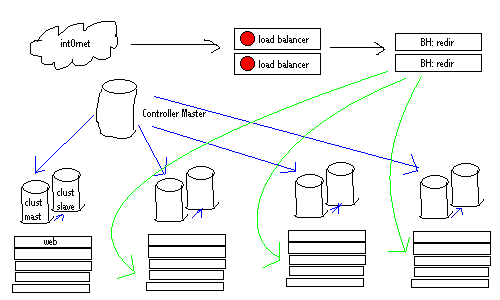 int0rnet
load balancer
load balancer
BH: redir
BH: redir
Controller Master
clust
mast
clust
slave
web